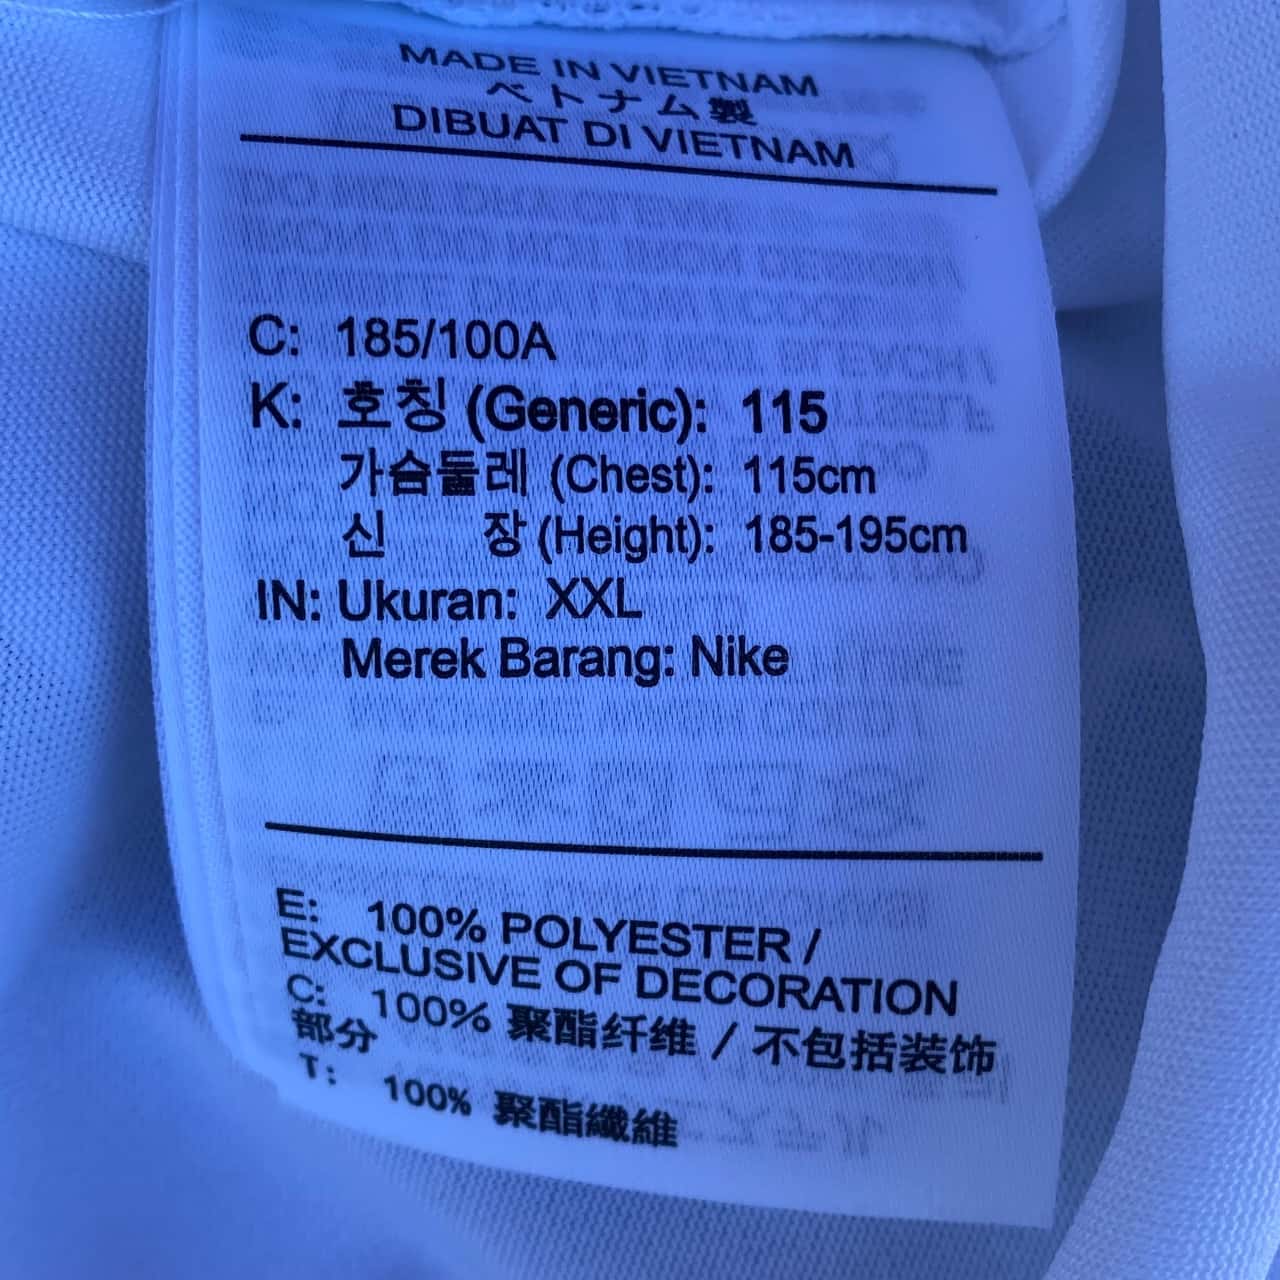 MADE IN VIETNAM
ベトナム製
DIBUAT DI VIETNAM
C: 185/100A
K: 호칭 (Generic): 115
가슴둘레 (Chest): 115cm
신 장 (Height): 185-195cm
IN: Ukuran: XXL
Merek Barang: Nike
E: 100% POLYESTER /
EXCLUSIVE OF DECORATION
C: 100% 聚酯纤维 / 不包括装饰
部分
T: 100% 聚酯纖維